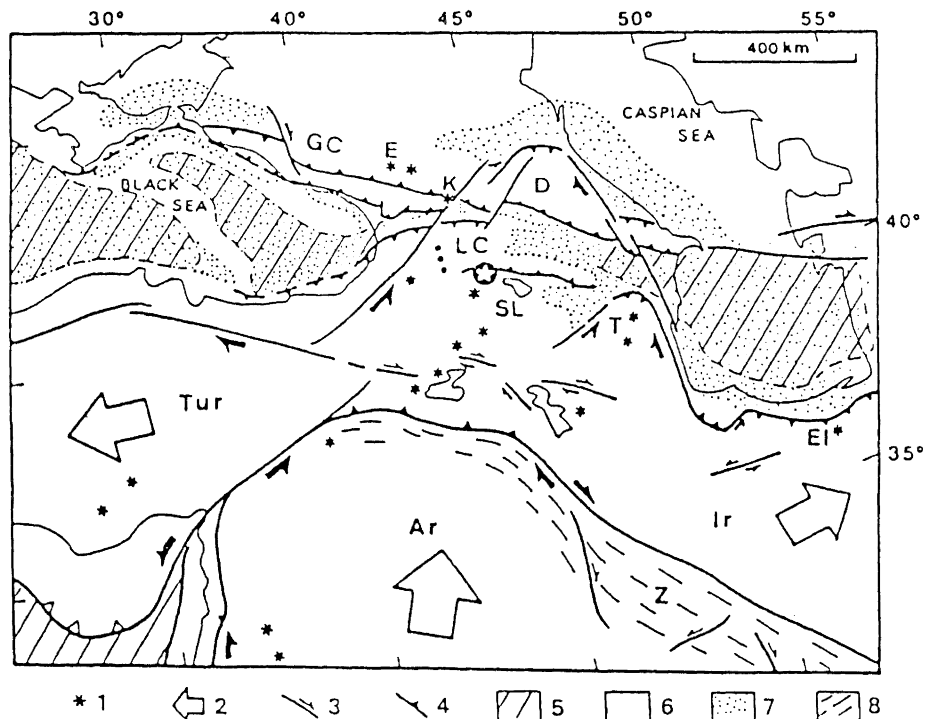 30° 40° 45° 50° 55°
400 km
CASPIAN
SEA
GC E
K
D
BLACK
SEA
40°
LC
SL
T
Tur
El
35°
Ar
Ir
Z
* 1 2 3 4 5 6 7 8